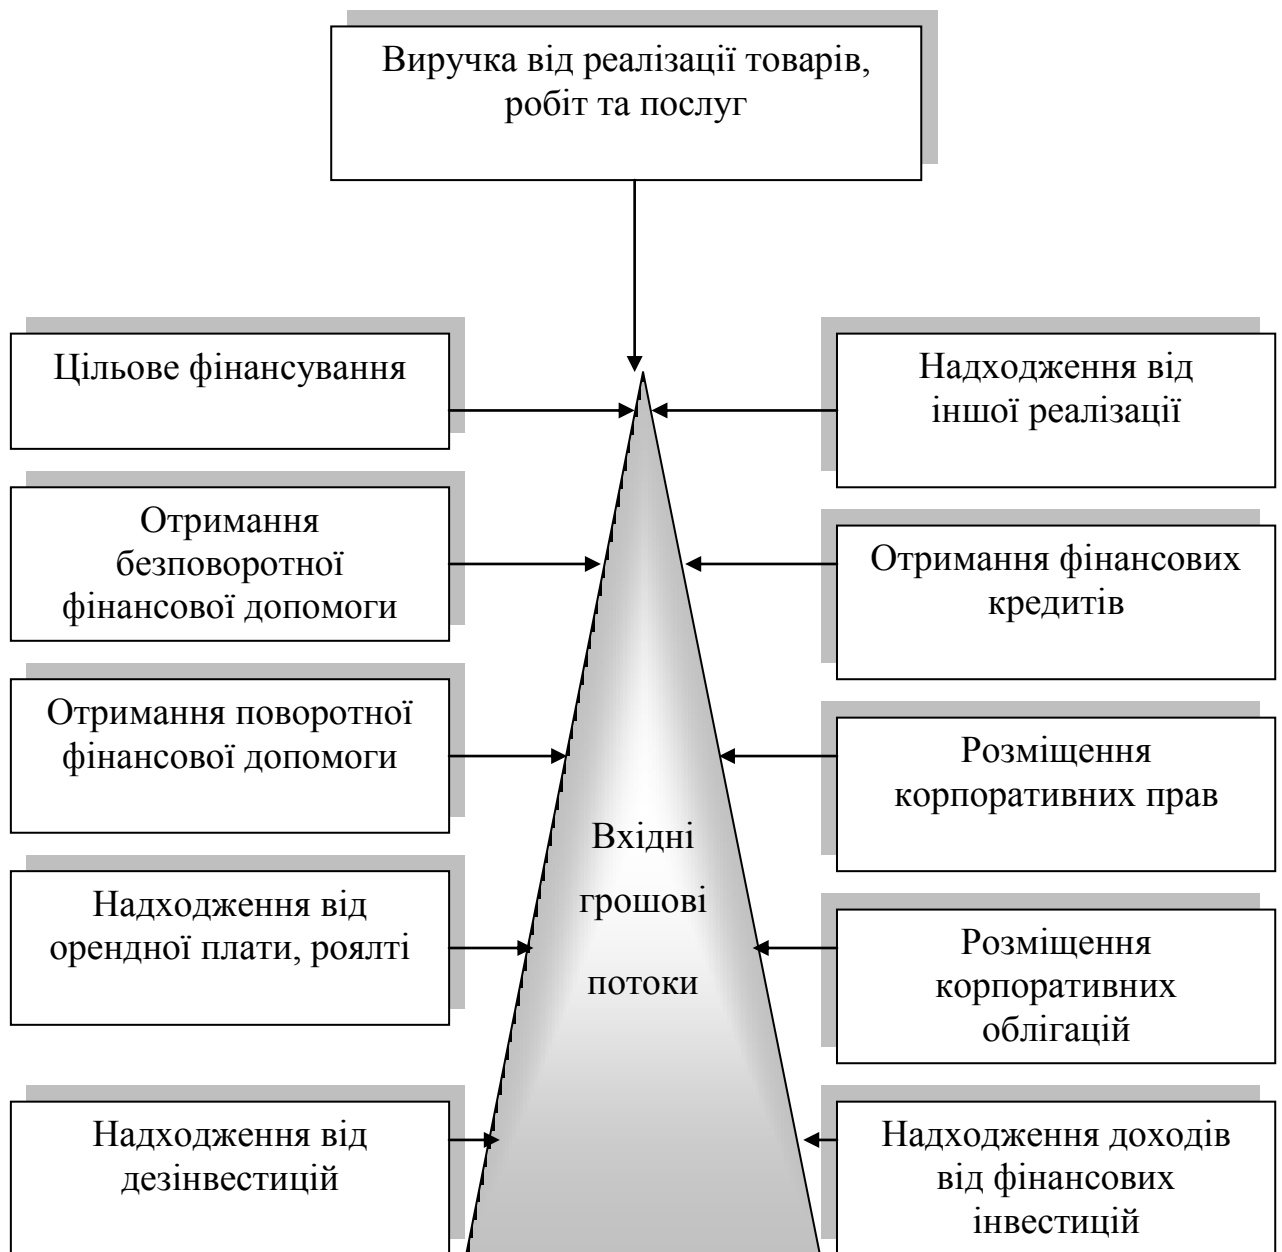 Виручка від реалізації товарів,
робіт та послуг
Цільове фінансування
Надходження від
іншої реалізації
Отримання
безповоротної
фінансової допомоги
Отримання фінансових
кредитів
Отримання поворотної
фінансової допомоги
Розміщення
корпоративних прав
Вхідні
грошові
потоки
Надходження від
орендної плати, роялті
Розміщення
корпоративних
облігацій
Надходження від
дезінвестицій
Надходження доходів
від фінансових
інвестицій